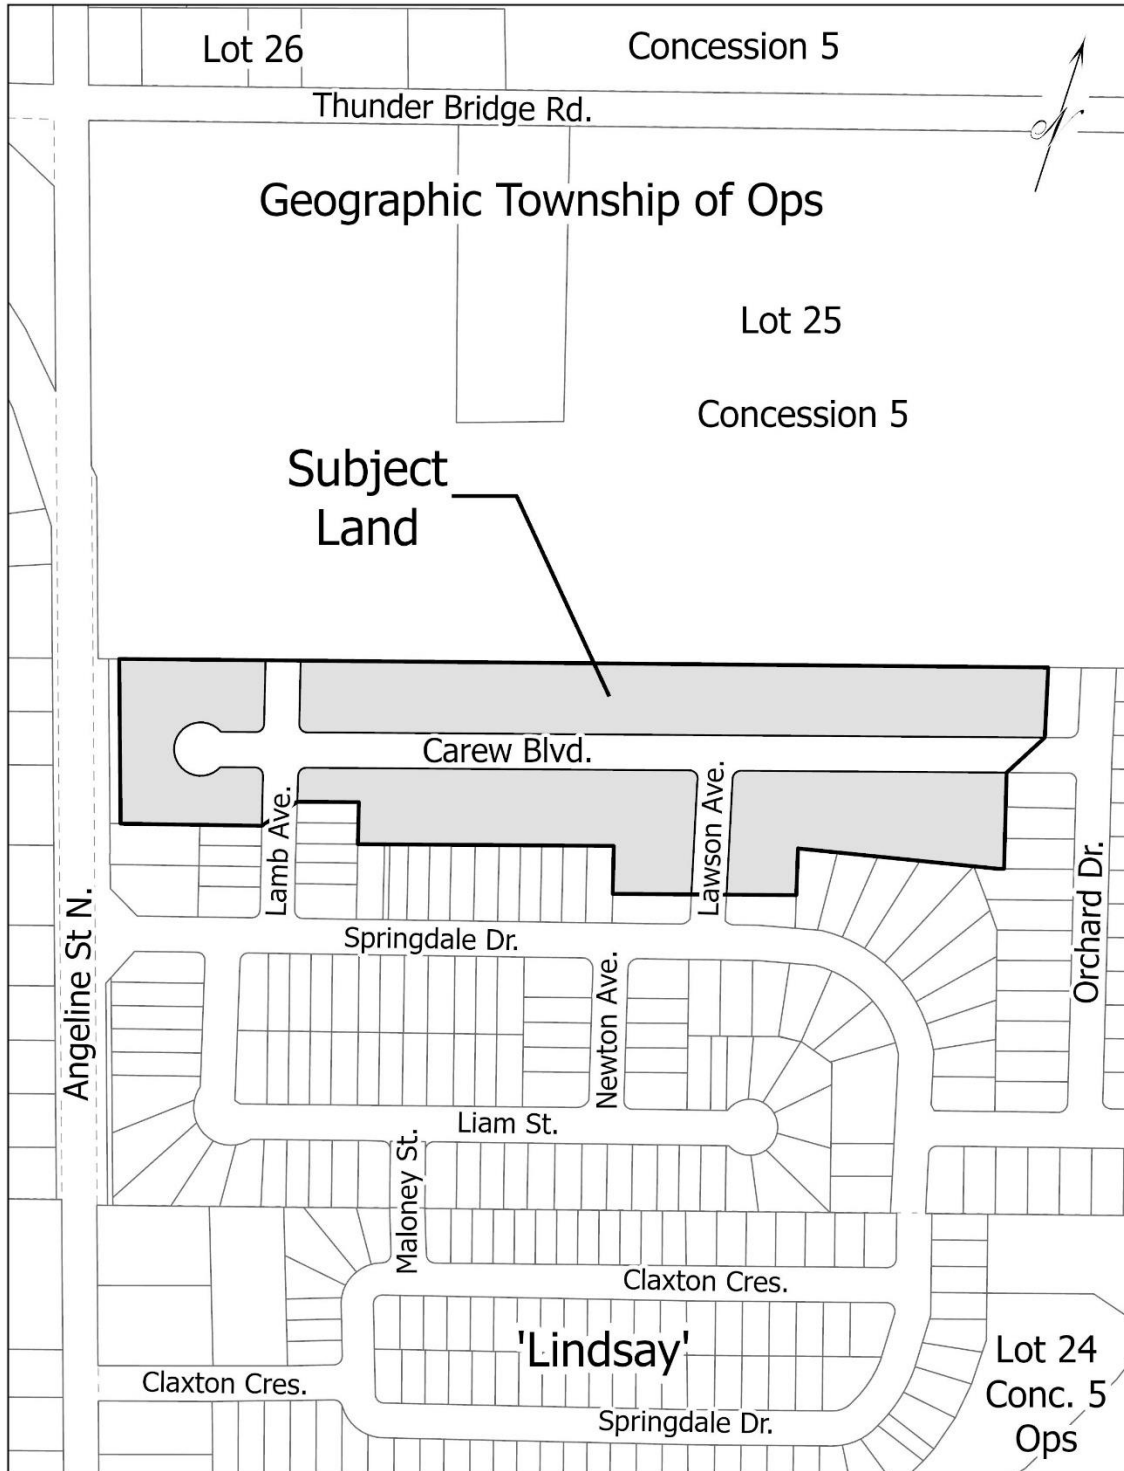 Lot 26
Concession 5
Thunder Bridge Rd.
Geographic Township of Ops
Lot 25
Concession 5
Subject
Land
Carew Blvd.
Lamb Ave.
Lawson Ave.
Angeline St N.
Springdale Dr.
Newton Ave.
Orchard Dr.
Liam St.
Maloney St.
Claxton Cres.
'Lindsay'
Lot 24
Conc. 5
Ops
Claxton Cres.
Springdale Dr.